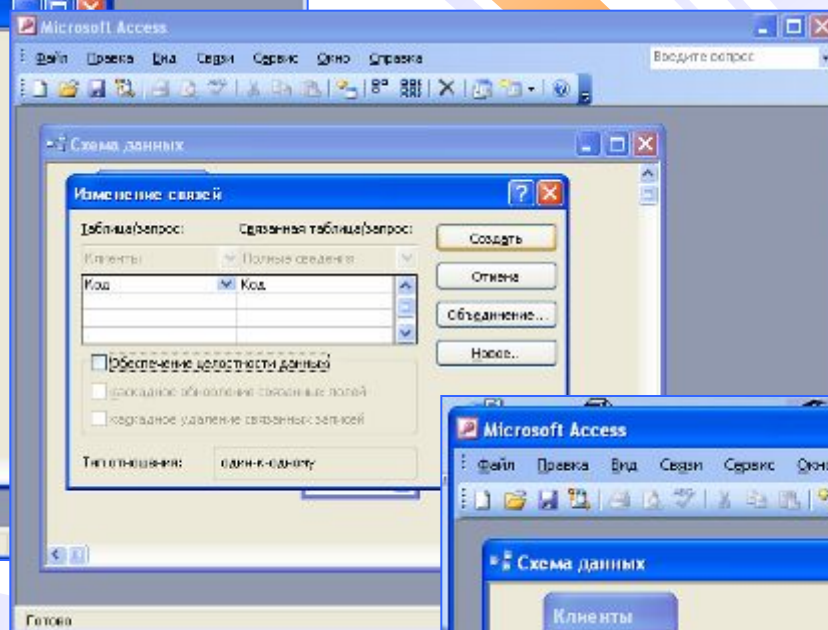 Microsoft Access
Файл Правка Вид Связи Сервис Окно Справка
Введите вопрос
Схема данных
Изменение связей
Таблица/запрос: Связанная таблица/запрос:
Клиенты Полные сведения
Код Код
Создать
Отмена
Объединение...
Новое..
Обеспечение целостности данных
каскадное обновление связанных полей
каскадное удаление связанных записей
Тип отношения: один-к-одному
Готово
Microsoft Access
Файл Правка Вид Связи Сервис Окно
Схема данных
Клиенты